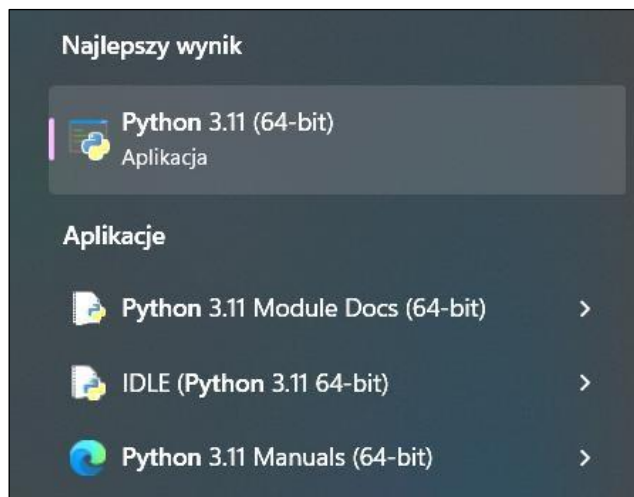 Najlepszy wynik
Python 3.11 (64-bit)
Aplikacja
Aplikacje
Python 3.11 Module Docs (64-bit)
IDLE (Python 3.11 64-bit)
Python 3.11 Manuals (64-bit)